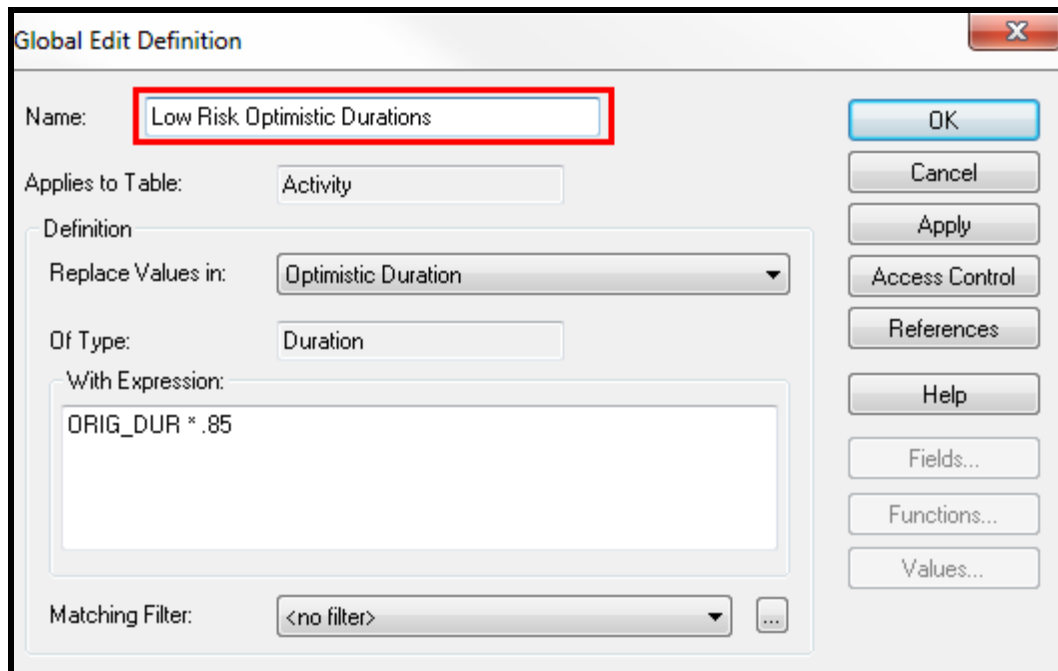 Global Edit Definition
X
Name: Low Risk Optimistic Durations
OK
Applies to Table: Activity
Cancel
Definition
Apply
Replace Values in: Optimistic Duration
Access Control
Of Type: Duration
References
With Expression:
Help
ORIG_DUR * .85
Fields...
Functions...
Values...
Matching Filter: <no filter>
...